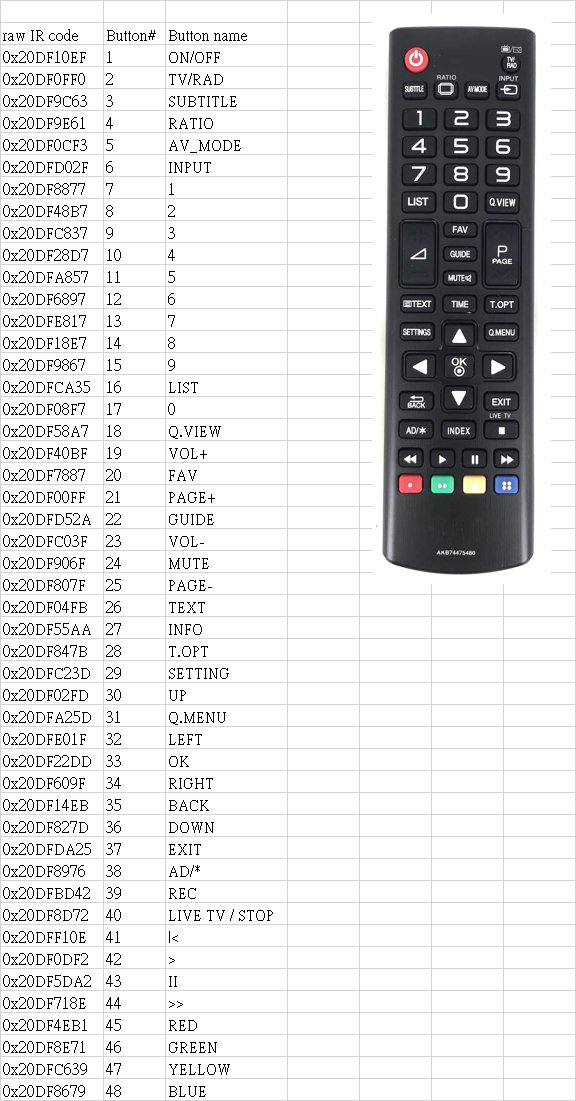 raw IR code Button# Button name
0x20DF10EF 1 ON/OFF
0x20DF0FF0 2 TV/RAD
0x20DF9C63 3 SUBTITLE
0x20DF9E61 4 RATIO
0x20DF0CF3 5 AV_MODE
0x20DFD02F 6 INPUT
0x20DF8877 7 1
0x20DF48B7 8 2
0x20DFC837 9 3
0x20DF28D7 10 4
0x20DFA857 11 5
0x20DF6897 12 6
0x20DFE817 13 7
0x20DF18E7 14 8
0x20DF9867 15 9
0x20DFCA35 16 LIST
0x20DF08F7 17 0
0x20DF58A7 18 Q.VIEW
0x20DF40BF 19 VOL+
0x20DF7887 20 FAV
0x20DF00FF 21 PAGE+
0x20DFD52A 22 GUIDE
0x20DFC03F 23 VOL-
0x20DF906F 24 MUTE
0x20DF807F 25 PAGE-
0x20DF04FB 26 TEXT
0x20DF55AA 27 INFO
0x20DF847B 28 T.OPT
0x20DFC23D 29 SETTING
0x20DF02FD 30 UP
0x20DFA25D 31 Q.MENU
0x20DFE01F 32 LEFT
0x20DF22DD 33 OK
0x20DF609F 34 RIGHT
0x20DF14EB 35 BACK
0x20DF827D 36 DOWN
0x20DFDA25 37 EXIT
0x20DF8976 38 AD/*
0x20DFBD42 39 REC
0x20DF8D72 40 LIVE TV / STOP
0x20DFF10E 41 |<
0x20DF0DF2 42 >
0x20DF5DA2 43 II
0x20DF718E 44 >>
0x20DF4EB1 45 RED
0x20DF8E71 46 GREEN
0x20DFC639 47 YELLOW
0x20DF8679 48 BLUE
TV/
RAD
RATIO INPUT
SUBTITLE AV MODE
1 2 3
4 5 6
7 8 9
LIST 0 Q.VIEW
FAV
GUIDE P
PAGE
MUTE
TEXT TIME T.OPT
SETTINGS Q.MENU
OK
BACK EXIT
LIVE TV
AD/* INDEX
AKB74475480